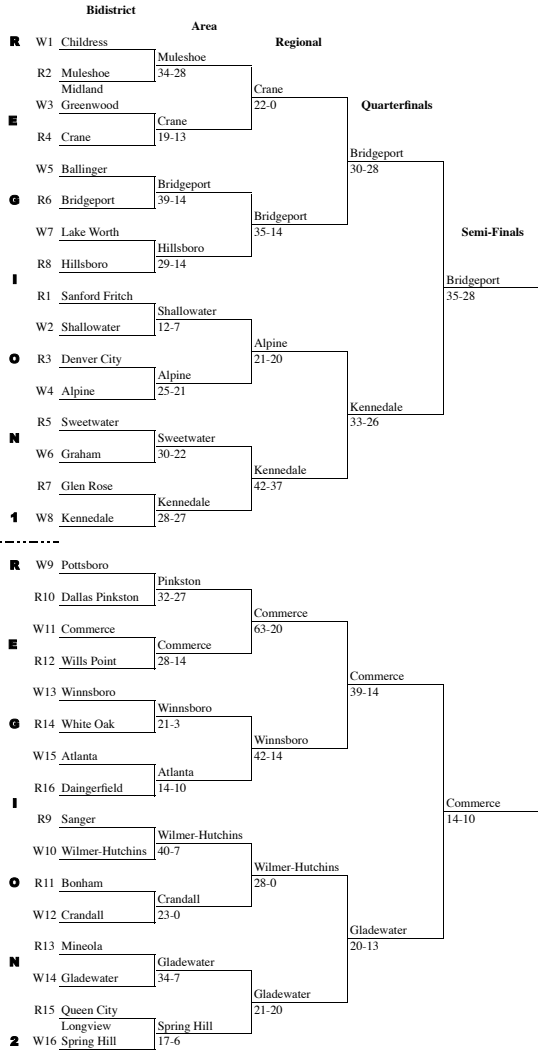 Bidistrict
Area
R W1 Childress
Regional
Muleshoe
R2 Muleshoe 34-28
Midland
Crane
W3 Greenwood
22-0
Quarterfinals
E
Crane
R4 Crane 19-13
Bridgeport
W5 Ballinger
30-28
Bridgeport
G R6 Bridgeport 39-14
Bridgeport
W7 Lake Worth
35-14
Semi-Finals
Hillsboro
R8 Hillsboro 29-14
I
Bridgeport
R1 Sanford Fritch
35-28
Shallowater
W2 Shallowater 12-7
Alpine
O R3 Denver City
21-20
Alpine
W4 Alpine 25-21
Kennedale
R5 Sweetwater
33-26
N
Sweetwater
W6 Graham 30-22
Kennedale
R7 Glen Rose
42-37
Kennedale
1 W8 Kennedale 28-27
R W9 Pottsboro
Pinkston
R10 Dallas Pinkston 32-27
Commerce
W11 Commerce
63-20
E
Commerce
R12 Wills Point 28-14
Commerce
W13 Winnsboro
39-14
Winnsboro
G R14 White Oak 21-3
Winnsboro
W15 Atlanta
42-14
Atlanta
R16 Daingerfield 14-10
I
Commerce
R9 Sanger
14-10
Wilmer-Hutchins
W10 Wilmer-Hutchins 40-7
Wilmer-Hutchins
O R11 Bonham
28-0
Crandall
W12 Crandall 23-0
Gladewater
R13 Mineola
20-13
N
Gladewater
W14 Gladewater 34-7
Gladewater
R15 Queen City
21-20
Longview
Spring Hill
2 W16 Spring Hill 17-6